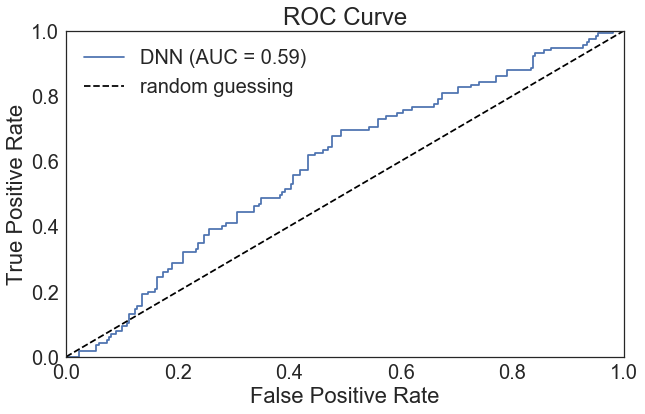 ROC Curve
1.0
DNN (AUC = 0.59)
random guessing
0.8
0.6
0.4
0.2
0.0
True Positive Rate
0.0 0.2 0.4 0.6 0.8 1.0
False Positive Rate